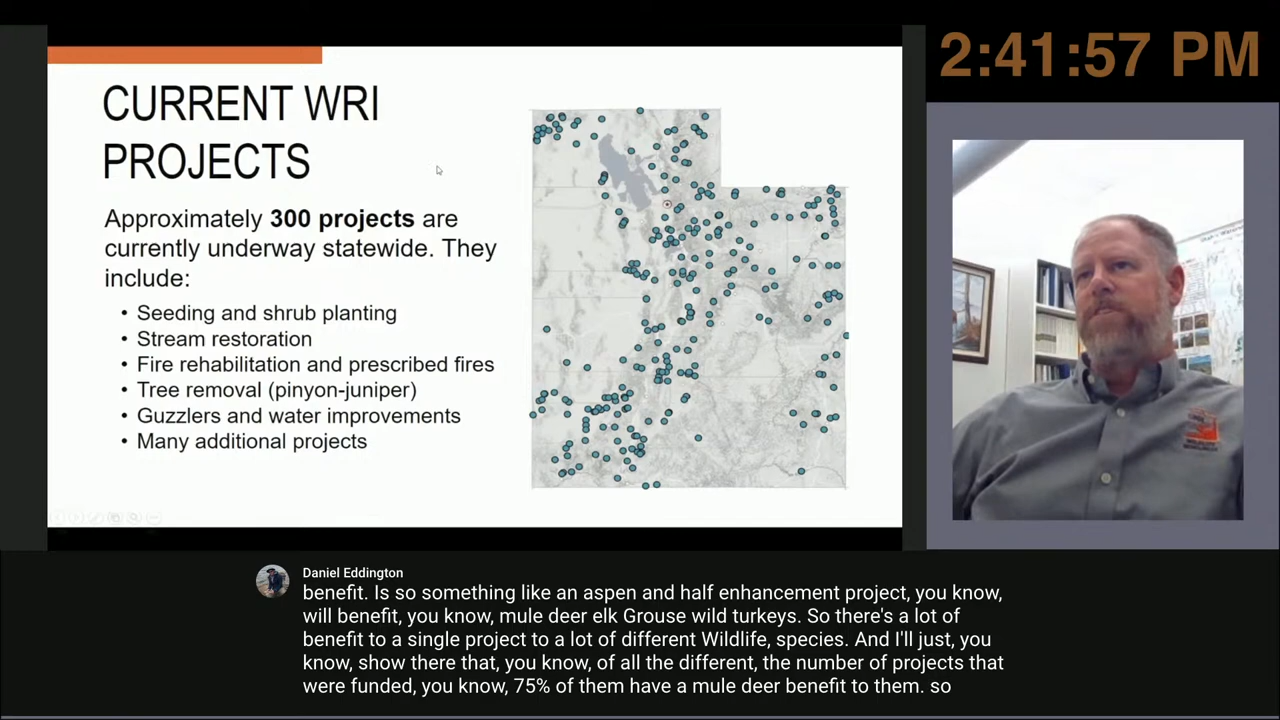 CURRENT WRI
PROJECTS
Approximately 300 projects are
currently underway statewide. They
include:
• Seeding and shrub planting
• Stream restoration
• Fire rehabilitation and prescribed fires
• Tree removal (pinyon-juniper)
• Guzzlers and water improvements
• Many additional projects
2:41:57 PM
Daniel Eddington
benefit. Is so something like an aspen and half enhancement project, you know,
will benefit, you know, mule deer elk Grouse wild turkeys. So there's a lot of
benefit to a single project to a lot of different Wildlife, species. And I'll just, you
know, show there that, you know, of all the different, the number of projects that
were funded, you know, 75% of them have a mule deer benefit to them. so